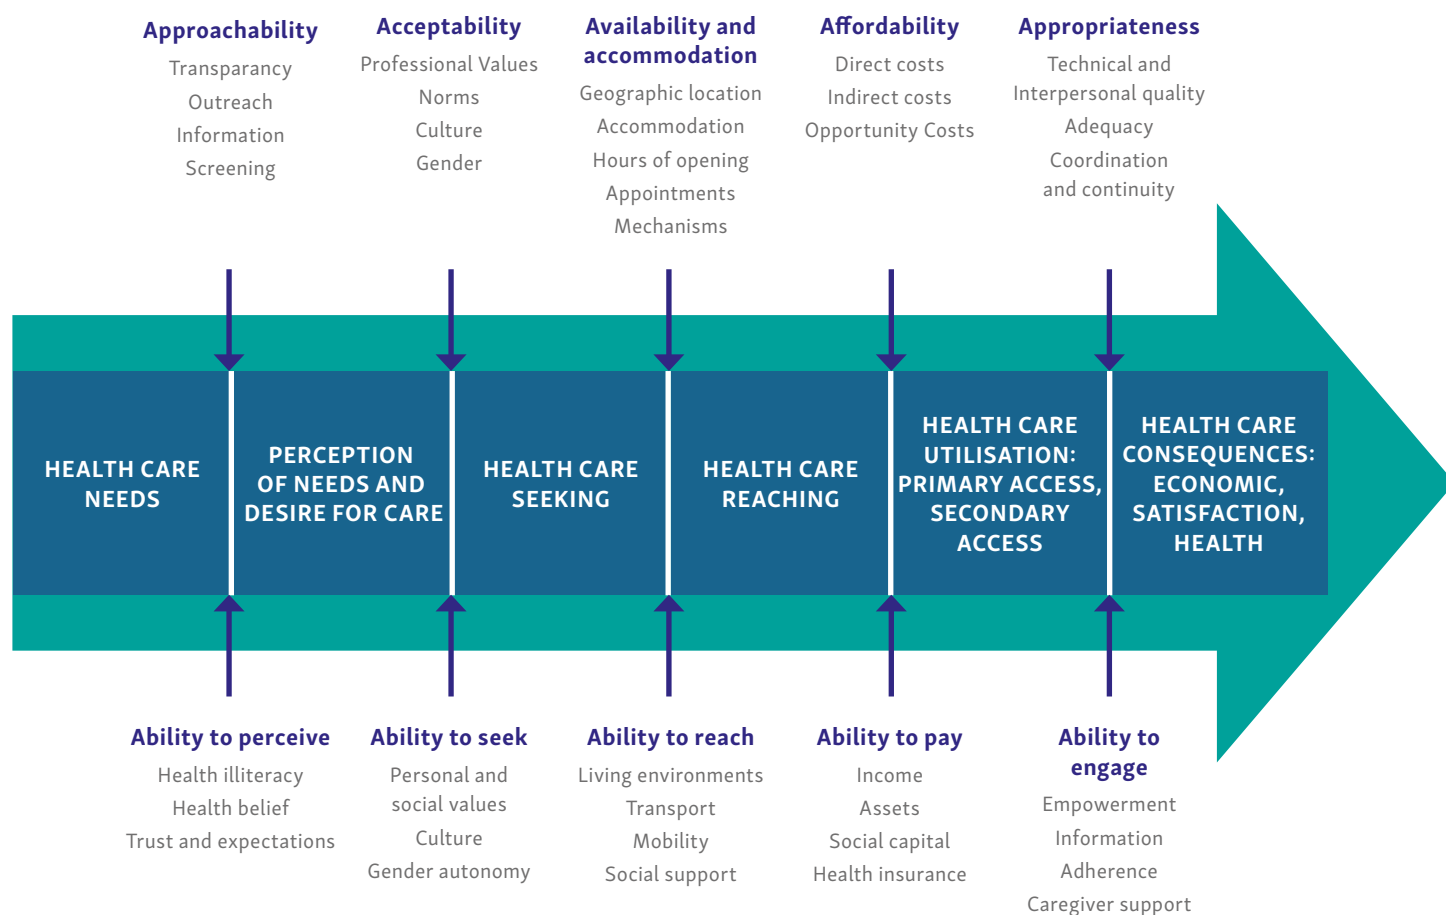 Approachability
Transparancy
Outreach
Information
Screening
Acceptability
Professional Values
Norms
Culture
Gender
Availability and
accommodation
Geographic location
Accommodation
Hours of opening
Appointments
Mechanisms
Affordability
Direct costs
Indirect costs
Opportunity Costs
Appropriateness
Technical and
Interpersonal quality
Adequacy
Coordination
and continuity
HEALTH CARE
NEEDS
PERCEPTION
OF NEEDS AND
DESIRE FOR CARE
HEALTH CARE
SEEKING
HEALTH CARE
REACHING
HEALTH CARE
UTILISATION:
PRIMARY ACCESS,
SECONDARY
ACCESS
HEALTH CARE
CONSEQUENCES:
ECONOMIC,
SATISFACTION,
HEALTH
Ability to perceive
Health illiteracy
Health belief
Trust and expectations
Ability to seek
Personal and
social values
Culture
Gender autonomy
Ability to reach
Living environments
Transport
Mobility
Social support
Ability to pay
Income
Assets
Social capital
Health insurance
Ability to
engage
Empowerment
Information
Adherence
Caregiver support